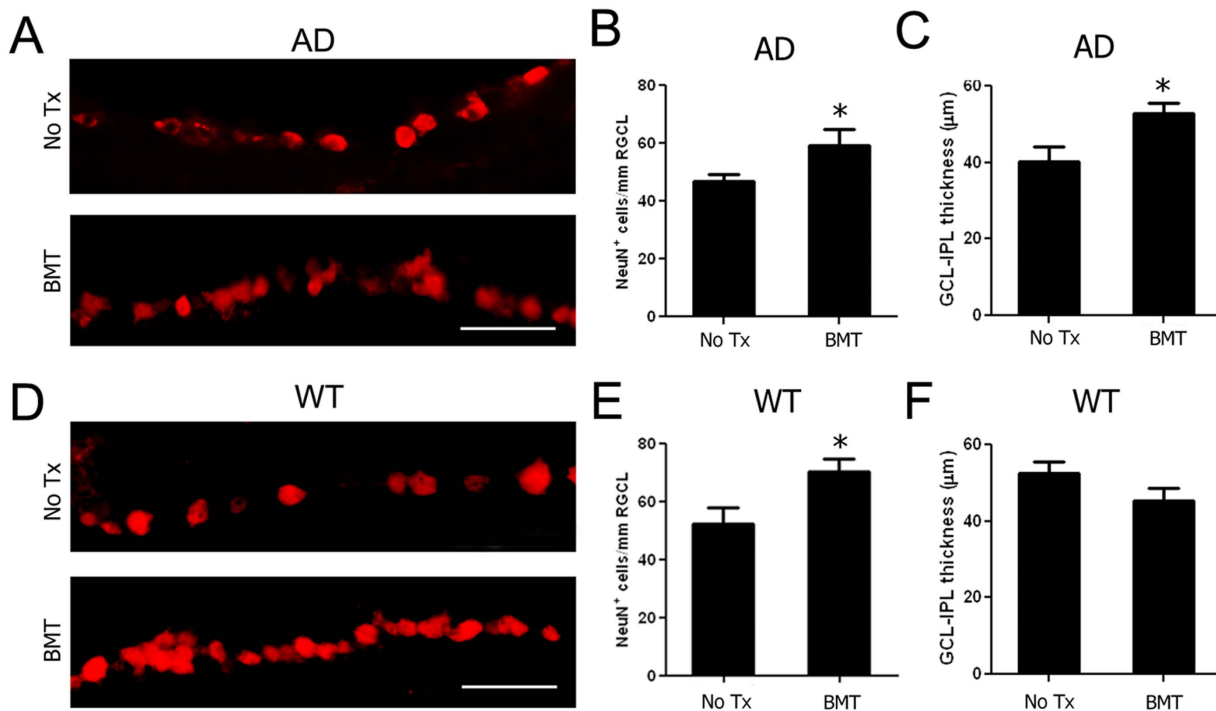 A
AD
No Tx
BMT
B
AD
NeuN⁺ cells/mm RGCL
80
60
40
20
0
*
No Tx
BMT
C
AD
GCL-IPL thickness (μm)
60
40
20
0
*
No Tx
BMT
D
WT
No Tx
BMT
E
WT
NeuN⁺ cells/mm RGCL
80
60
40
20
0
*
No Tx
BMT
F
WT
GCL-IPL thickness (μm)
60
40
20
0
No Tx
BMT